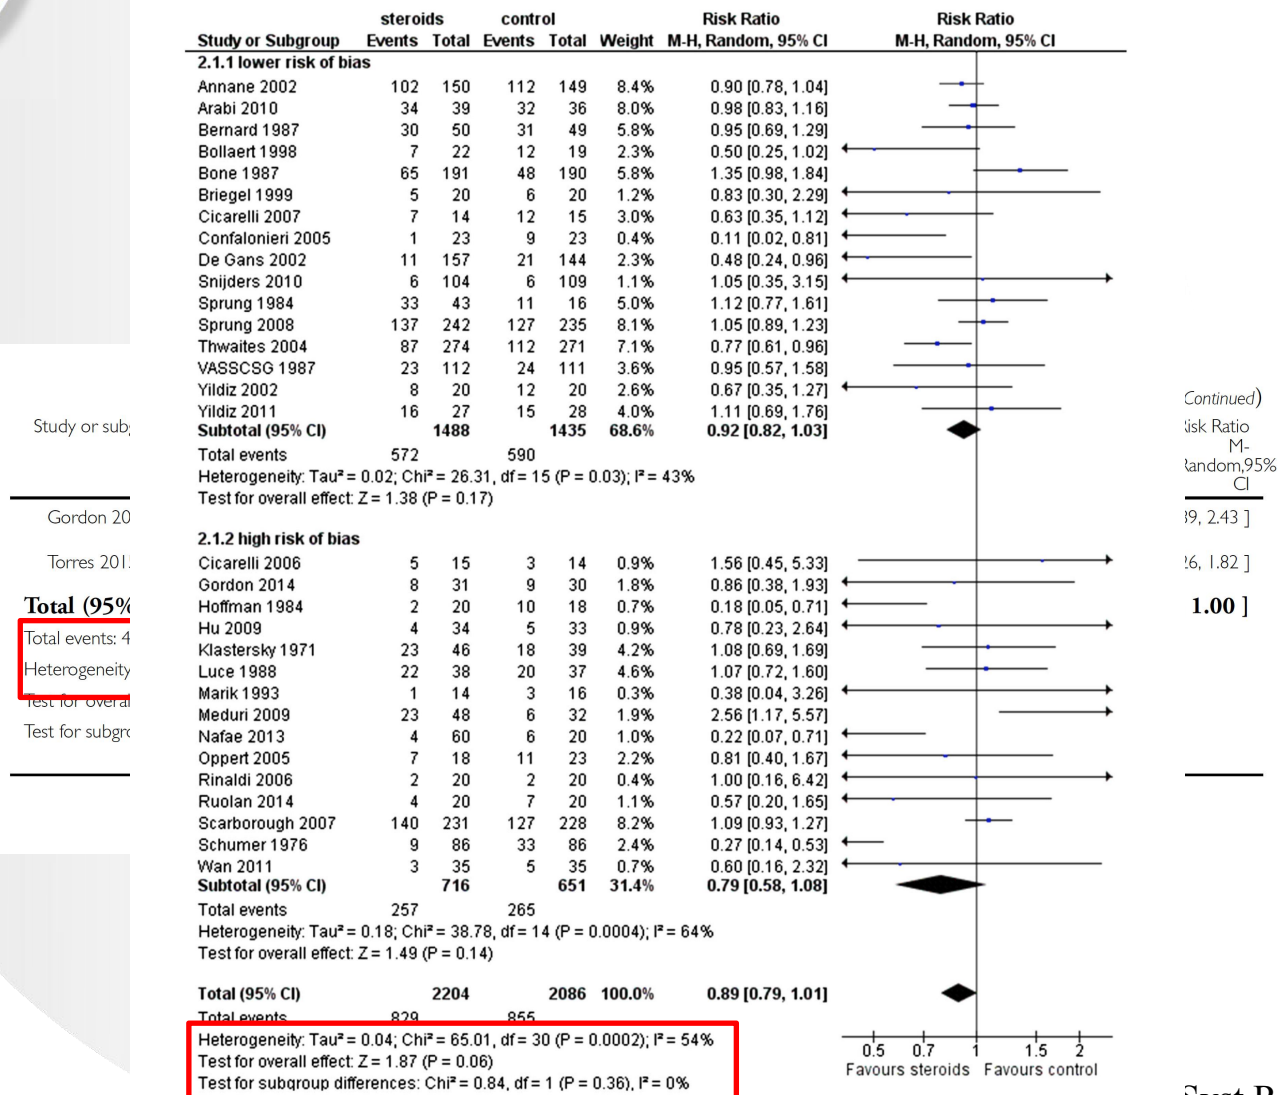 steroids control Risk Ratio Risk Ratio
Study or Subgroup Events Total Events Total Weight M-H, Random, 95% CI M-H, Random, 95% CI
2.1.1 lower risk of bias
Annane 2002 102 150 112 149 8.4% 0.90 [0.78, 1.04]
Arabi 2010 34 39 32 36 8.0% 0.98 [0.83, 1.16]
Bernard 1987 30 50 31 49 5.8% 0.95 [0.69, 1.29]
Bollaert 1998 7 22 12 19 2.3% 0.50 [0.25, 1.02]
Bone 1987 65 191 48 190 5.8% 1.35 [0.98, 1.84]
Briegel 1999 5 20 6 20 1.2% 0.83 [0.30, 2.29]
Cicarelli 2007 7 14 12 15 3.0% 0.63 [0.35, 1.12]
Confalonieri 2005 1 23 9 23 0.4% 0.11 [0.02, 0.81]
De Gans 2002 11 157 21 144 2.3% 0.48 [0.24, 0.96]
Snijders 2010 6 104 6 109 1.1% 1.05 [0.35, 3.15]
Sprung 1984 33 43 11 16 5.0% 1.12 [0.77, 1.61]
Sprung 2008 137 242 127 235 8.1% 1.05 [0.89, 1.23]
Thwaites 2004 87 274 112 271 7.1% 0.77 [0.61, 0.96]
VASSCSG 1987 23 112 24 111 3.6% 0.95 [0.57, 1.58]
Yildiz 2002 8 20 12 20 2.6% 0.67 [0.35, 1.27]
Yildiz 2011 16 27 15 28 4.0% 1.11 [0.69, 1.76]
Subtotal (95% CI) 1488 1435 68.6% 0.92 [0.82, 1.03]
Total events 572 590
Heterogeneity: Tau² = 0.02; Chi² = 26.31, df = 15 (P = 0.03); I² = 43%
Test for overall effect: Z = 1.38 (P = 0.17)
2.1.2 high risk of bias
Cicarelli 2006 5 15 3 14 0.9% 1.56 [0.45, 5.33]
Gordon 2014 8 31 9 30 1.8% 0.86 [0.38, 1.93]
Hoffman 1984 2 20 10 18 0.7% 0.18 [0.05, 0.71]
Hu 2009 4 34 5 33 0.9% 0.78 [0.23, 2.64]
Klastersky 1971 23 46 18 39 4.2% 1.08 [0.69, 1.69]
Luce 1988 22 38 20 37 4.6% 1.07 [0.72, 1.60]
Marik 1993 1 14 3 16 0.3% 0.38 [0.04, 3.26]
Meduri 2009 23 48 6 32 1.9% 2.56 [1.17, 5.57]
Nafae 2013 4 60 6 20 1.0% 0.22 [0.07, 0.71]
Oppert 2005 7 18 11 23 2.2% 0.81 [0.40, 1.67]
Rinaldi 2006 2 20 2 20 0.4% 1.00 [0.16, 6.42]
Ruolan 2014 4 20 7 20 1.1% 0.57 [0.20, 1.65]
Scarborough 2007 140 231 127 228 8.2% 1.09 [0.93, 1.27]
Schumer 1976 9 86 33 86 2.4% 0.27 [0.14, 0.53]
Wan 2011 3 35 5 35 0.7% 0.60 [0.16, 2.32]
Subtotal (95% CI) 716 651 31.4% 0.79 [0.58, 1.08]
Total events 257 265
Heterogeneity: Tau² = 0.18; Chi² = 38.78, df = 14 (P = 0.0004); I² = 64%
Test for overall effect: Z = 1.49 (P = 0.14)
Total (95% CI) 2204 2086 100.0% 0.89 [0.79, 1.01]
Total events 829 855
Heterogeneity: Tau² = 0.04; Chi² = 65.01, df = 30 (P = 0.0002); I² = 54%
Test for overall effect: Z = 1.87 (P = 0.06)
Test for subgroup differences: Chi² = 0.84, df = 1 (P = 0.36), I² = 0%
0.5 0.7 1 1.5 2
Favours steroids Favours control
Study or
Gordon 20
Torres 201
Total (95%
Total events: 4
Heterogeneity
Test for overal
Test for subgr
Continued)
Risk Ratio
M-
Random,95%
CI
39, 2.43 ]
26, 1.82 ]
1.00 ]